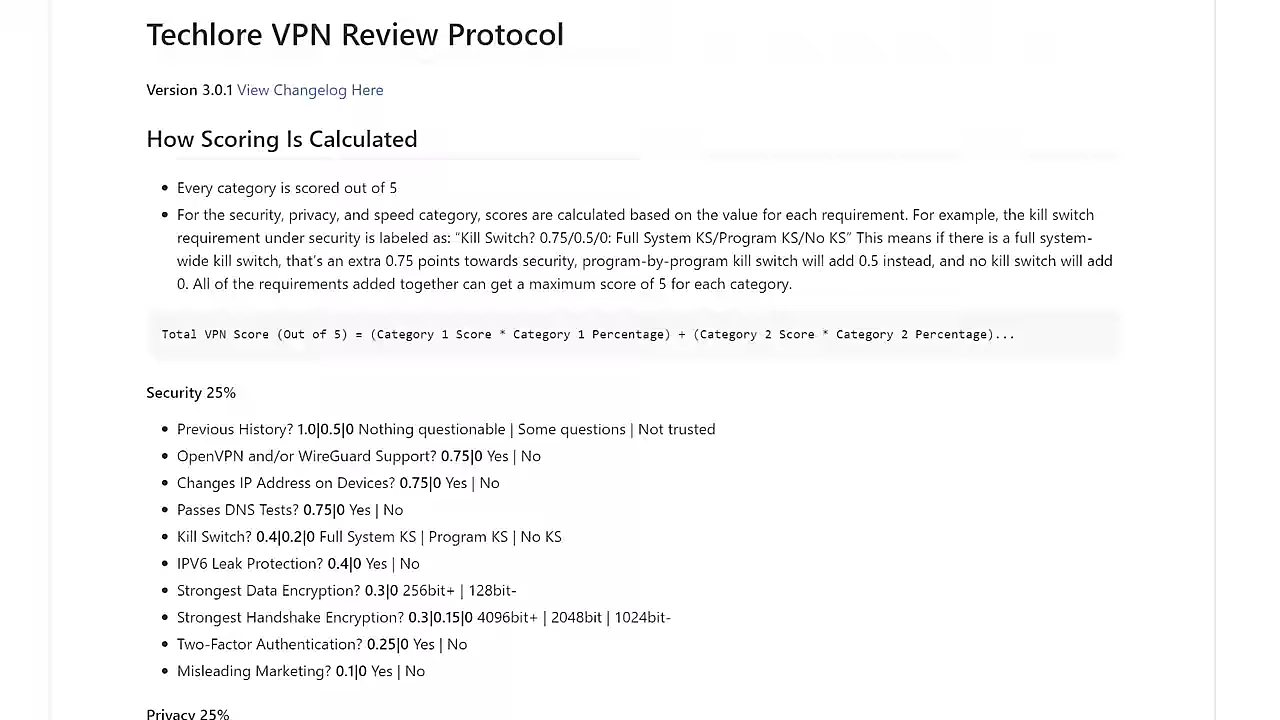 Techlore VPN Review Protocol
Version 3.0.1 View Changelog Here
How Scoring Is Calculated
• Every category is scored out of 5
• For the security, privacy, and speed category, scores are calculated based on the value for each requirement. For example, the kill switch
requirement under security is labeled as: “Kill Switch? 0.75/0.5/0: Full System KS/Program KS/No KS” This means if there is a full system-
wide kill switch, that’s an extra 0.75 points towards security, program-by-program kill switch will add 0.5 instead, and no kill switch will add
0. All of the requirements added together can get a maximum score of 5 for each category.
Total VPN Score (Out of 5) = (Category 1 Score * Category 1 Percentage) + (Category 2 Score * Category 2 Percentage)...
Security 25%
• Previous History? 1.0|0.5|0 Nothing questionable | Some questions | Not trusted
• OpenVPN and/or WireGuard Support? 0.75|0 Yes | No
• Changes IP Address on Devices? 0.75|0 Yes | No
• Passes DNS Tests? 0.75|0 Yes | No
• Kill Switch? 0.4|0.2|0 Full System KS | Program KS | No KS
• IPV6 Leak Protection? 0.4|0 Yes | No
• Strongest Data Encryption? 0.3|0 256bit+ | 128bit-
• Strongest Handshake Encryption? 0.3|0.15|0 4096bit+ | 2048bit | 1024bit-
• Two-Factor Authentication? 0.25|0 Yes | No
• Misleading Marketing? 0.1|0 Yes | No
Privacy 25%